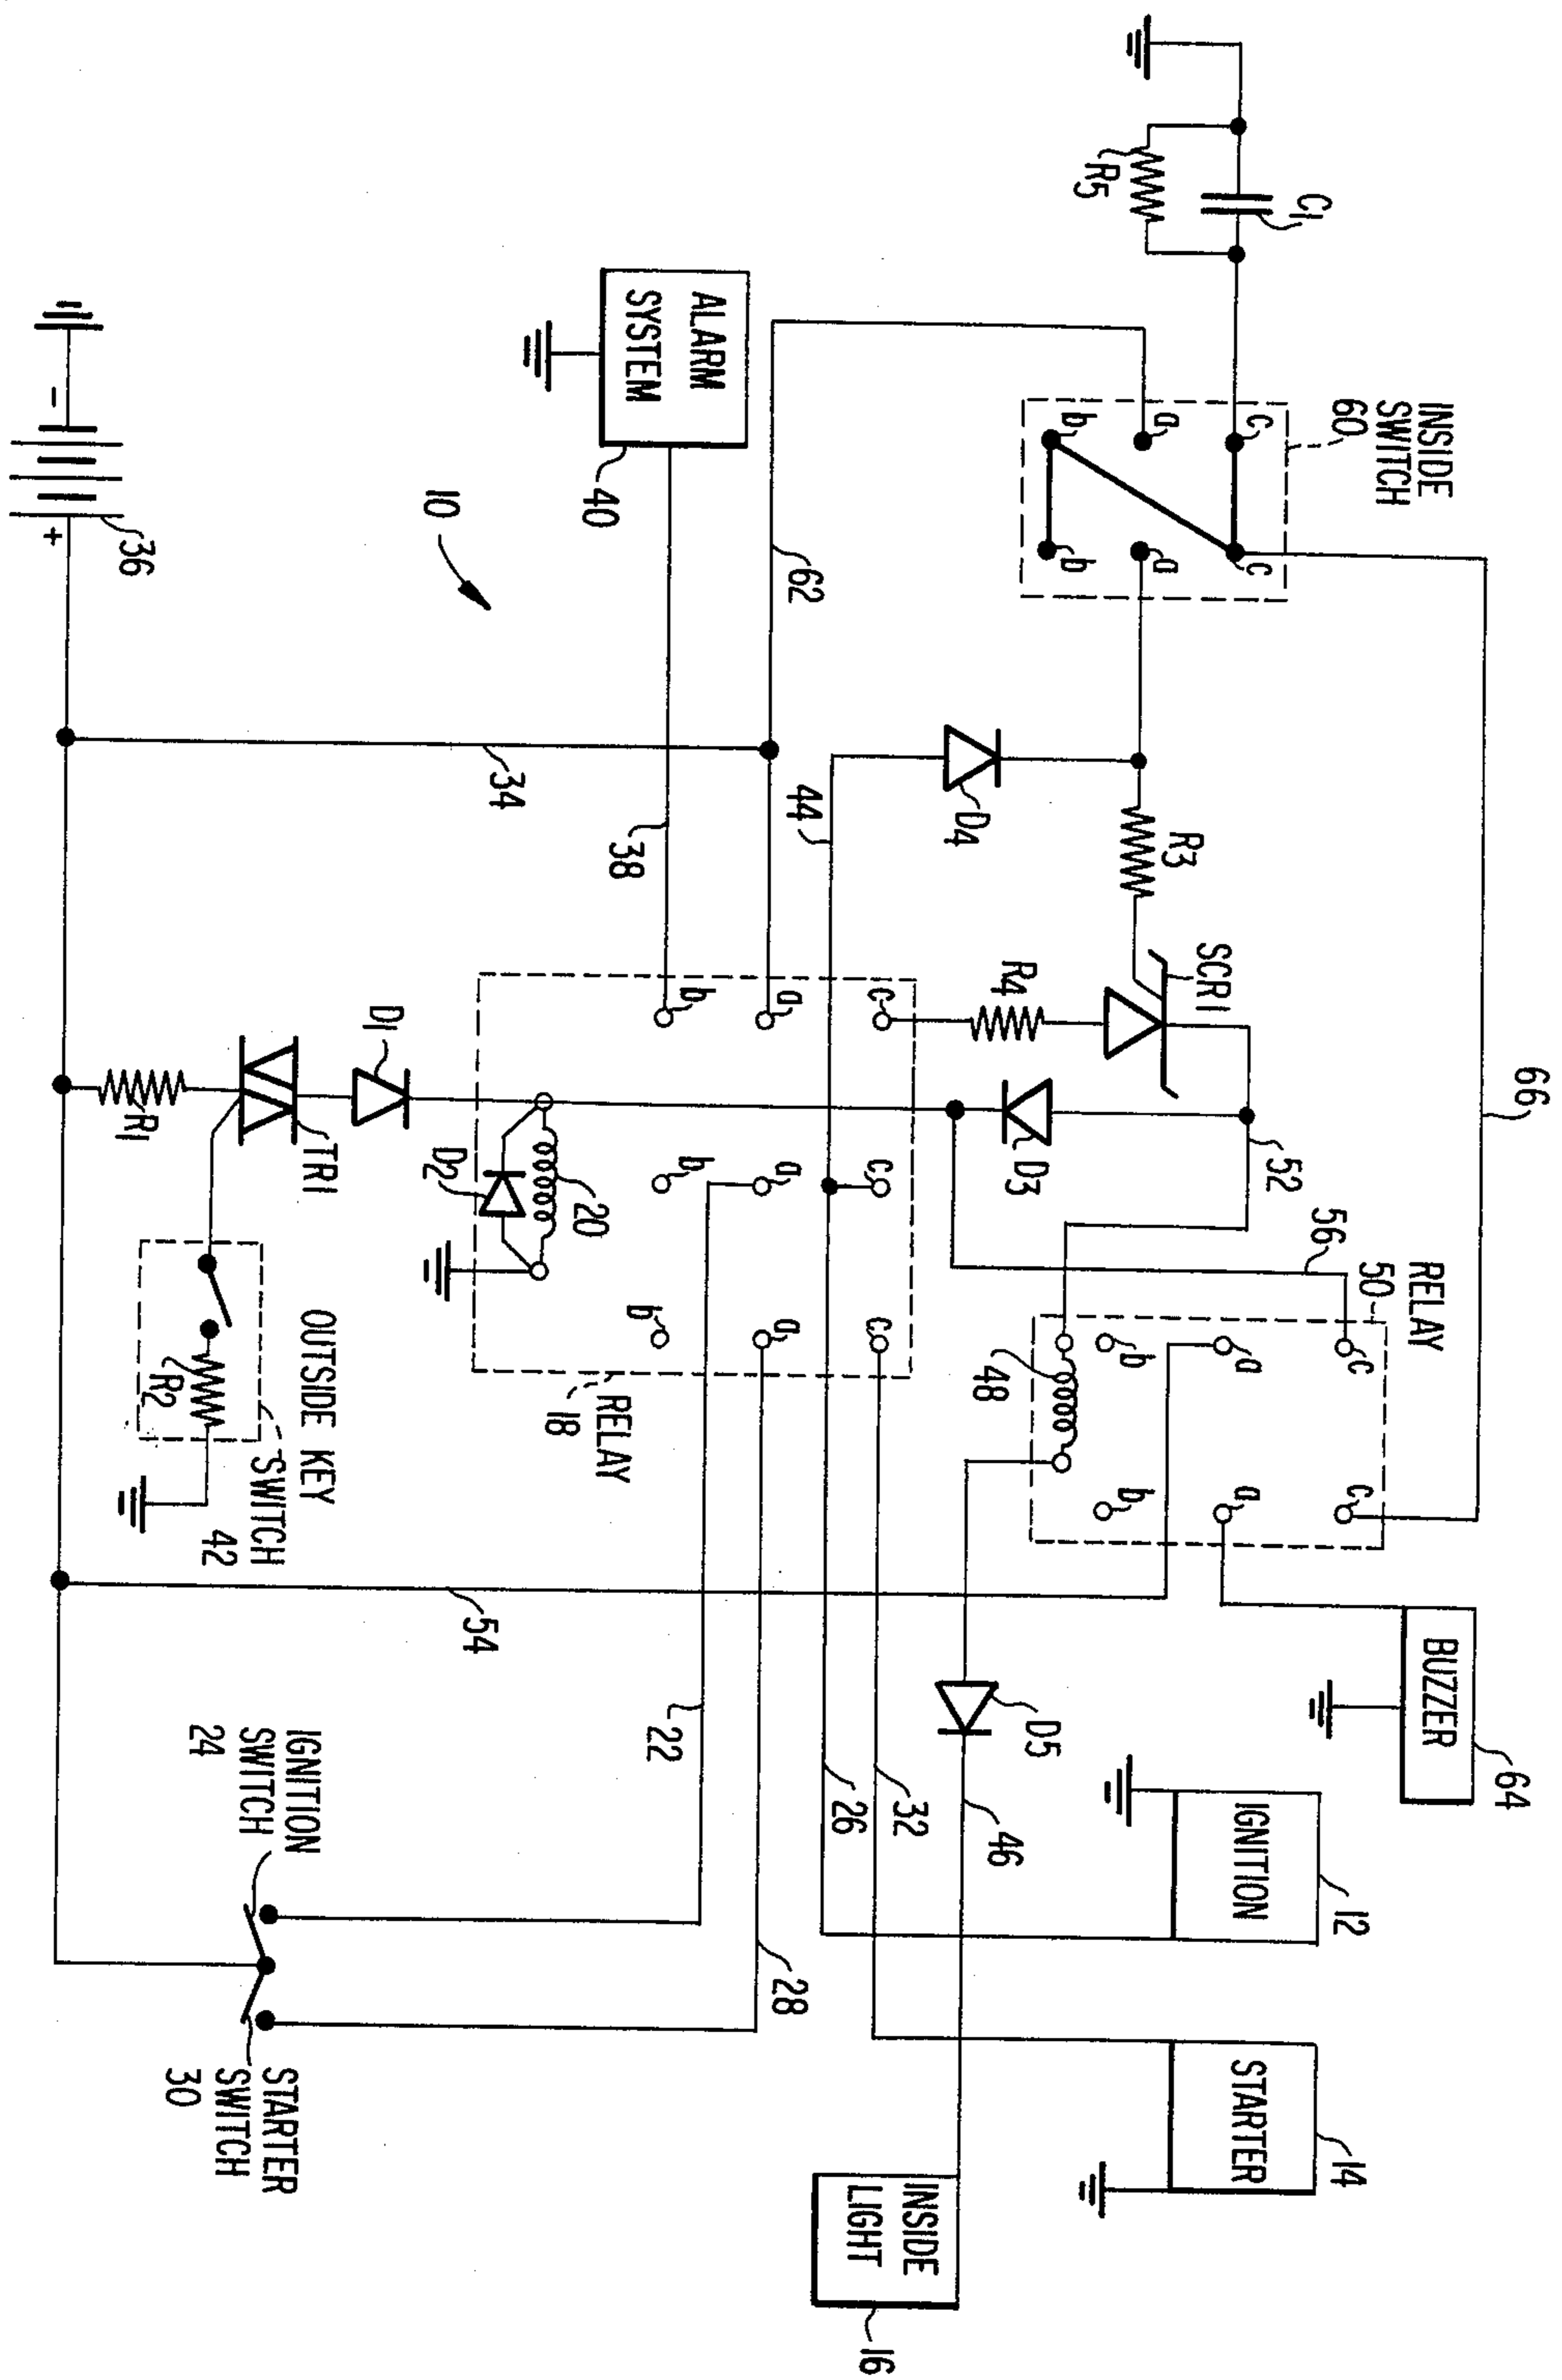 INSIDE
SWITCH
60
C1
R5
c
c
a
a
b
b
66
ALARM
SYSTEM
40
62
10
36
-
+
34
38
44
D4
R3
SCR1
R4
D3
52
56
RELAY
50
c
c
a
a
b
b
48
BUZZER
64
c
c
c
a
a
a
b
b
b
20
D2
RELAY
18
D1
TR1
R1
R2
OUTSIDE KEY
SWITCH
42
54
22
26
32
46
D5
28
IGNITION
12
STARTER
14
INSIDE
LIGHT
16
IGNITION
SWITCH
24
STARTER
SWITCH
30